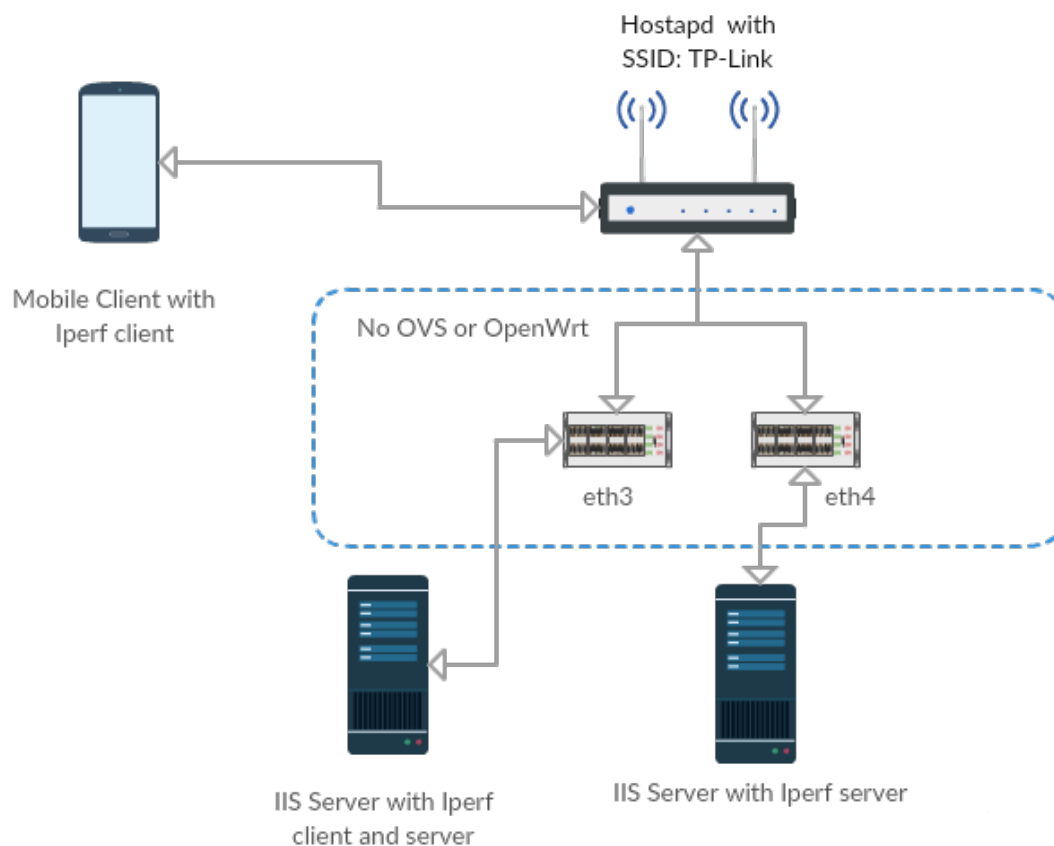 Hostapd with
SSID: TP-Link
Mobile Client with
Iperf client
No OVS or OpenWrt
eth3
eth4
IIS Server with Iperf
client and server
IIS Server with Iperf server